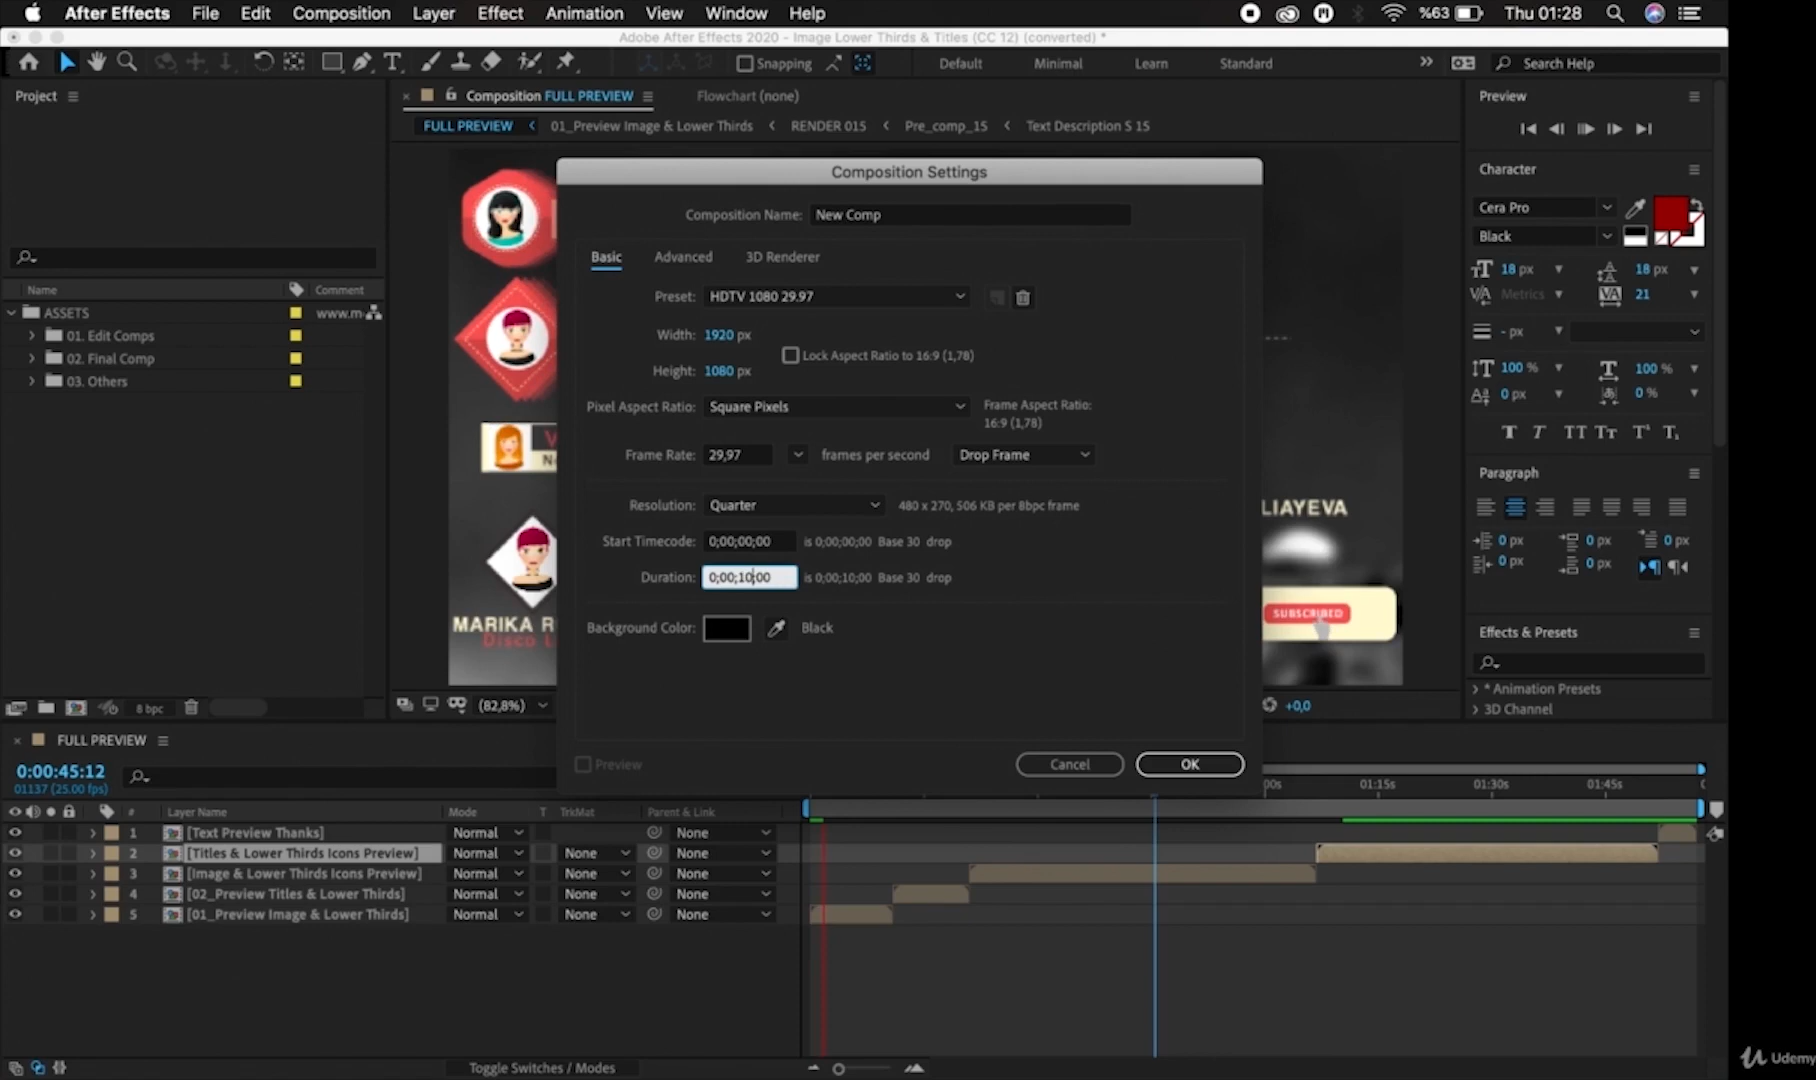 After Effects File Edit Composition Layer Effect Animation View Window Help %63 Thu 01:28
Adobe After Effects 2020 - Image Lower Thirds & Titles (CC 12) (converted) *
Snapping Default Minimal Learn Standard Search Help
Project
Composition FULL PREVIEW Flowchart (none)
FULL PREVIEW 01_Preview Image & Lower Thirds RENDER 015 Pre_comp_15 Text Description S 15
Name Comment
ASSETS www.m
01. Edit Comps
02. Final Comp
03. Others
8 bpc
MARIKA R
Disco L
LIAYEVA
SUBSCRIBED
(82,8%)
+0,0
Composition Settings
Composition Name: New Comp
Basic Advanced 3D Renderer
Preset: HDTV 1080 29.97
Width: 1920 px
Lock Aspect Ratio to 16:9 (1,78)
Height: 1080 px
Pixel Aspect Ratio: Square Pixels Frame Aspect Ratio:
16:9 (1,78)
Frame Rate: 29,97 frames per second Drop Frame
Resolution: Quarter 480 x 270, 506 KB per 8bpc frame
Start Timecode: 0;00;00;00 is 0;00;00;00 Base 30 drop
Duration: 0;00;10;00 is 0;00;10;00 Base 30 drop
Background Color: Black
Preview Cancel OK
Preview
Character
Cera Pro
Black
18 px 18 px
Metrics 21
- px
100 % 100 %
0 px 0 %
Paragraph
0 px 0 px 0 px
0 px 0 px
Effects & Presets
* Animation Presets
3D Channel
FULL PREVIEW
0:00:45:12
01137 (25.00 fps)
00s 01:15s 01:30s 01:45s
# Layer Name Mode T TrkMat Parent & Link
1 [Text Preview Thanks] Normal None
2 [Titles & Lower Thirds Icons Preview] Normal None None
3 [Image & Lower Thirds Icons Preview] Normal None None
4 [02_Preview Titles & Lower Thirds] Normal None None
5 [01_Preview Image & Lower Thirds] Normal None None
Toggle Switches / Modes
Udemy